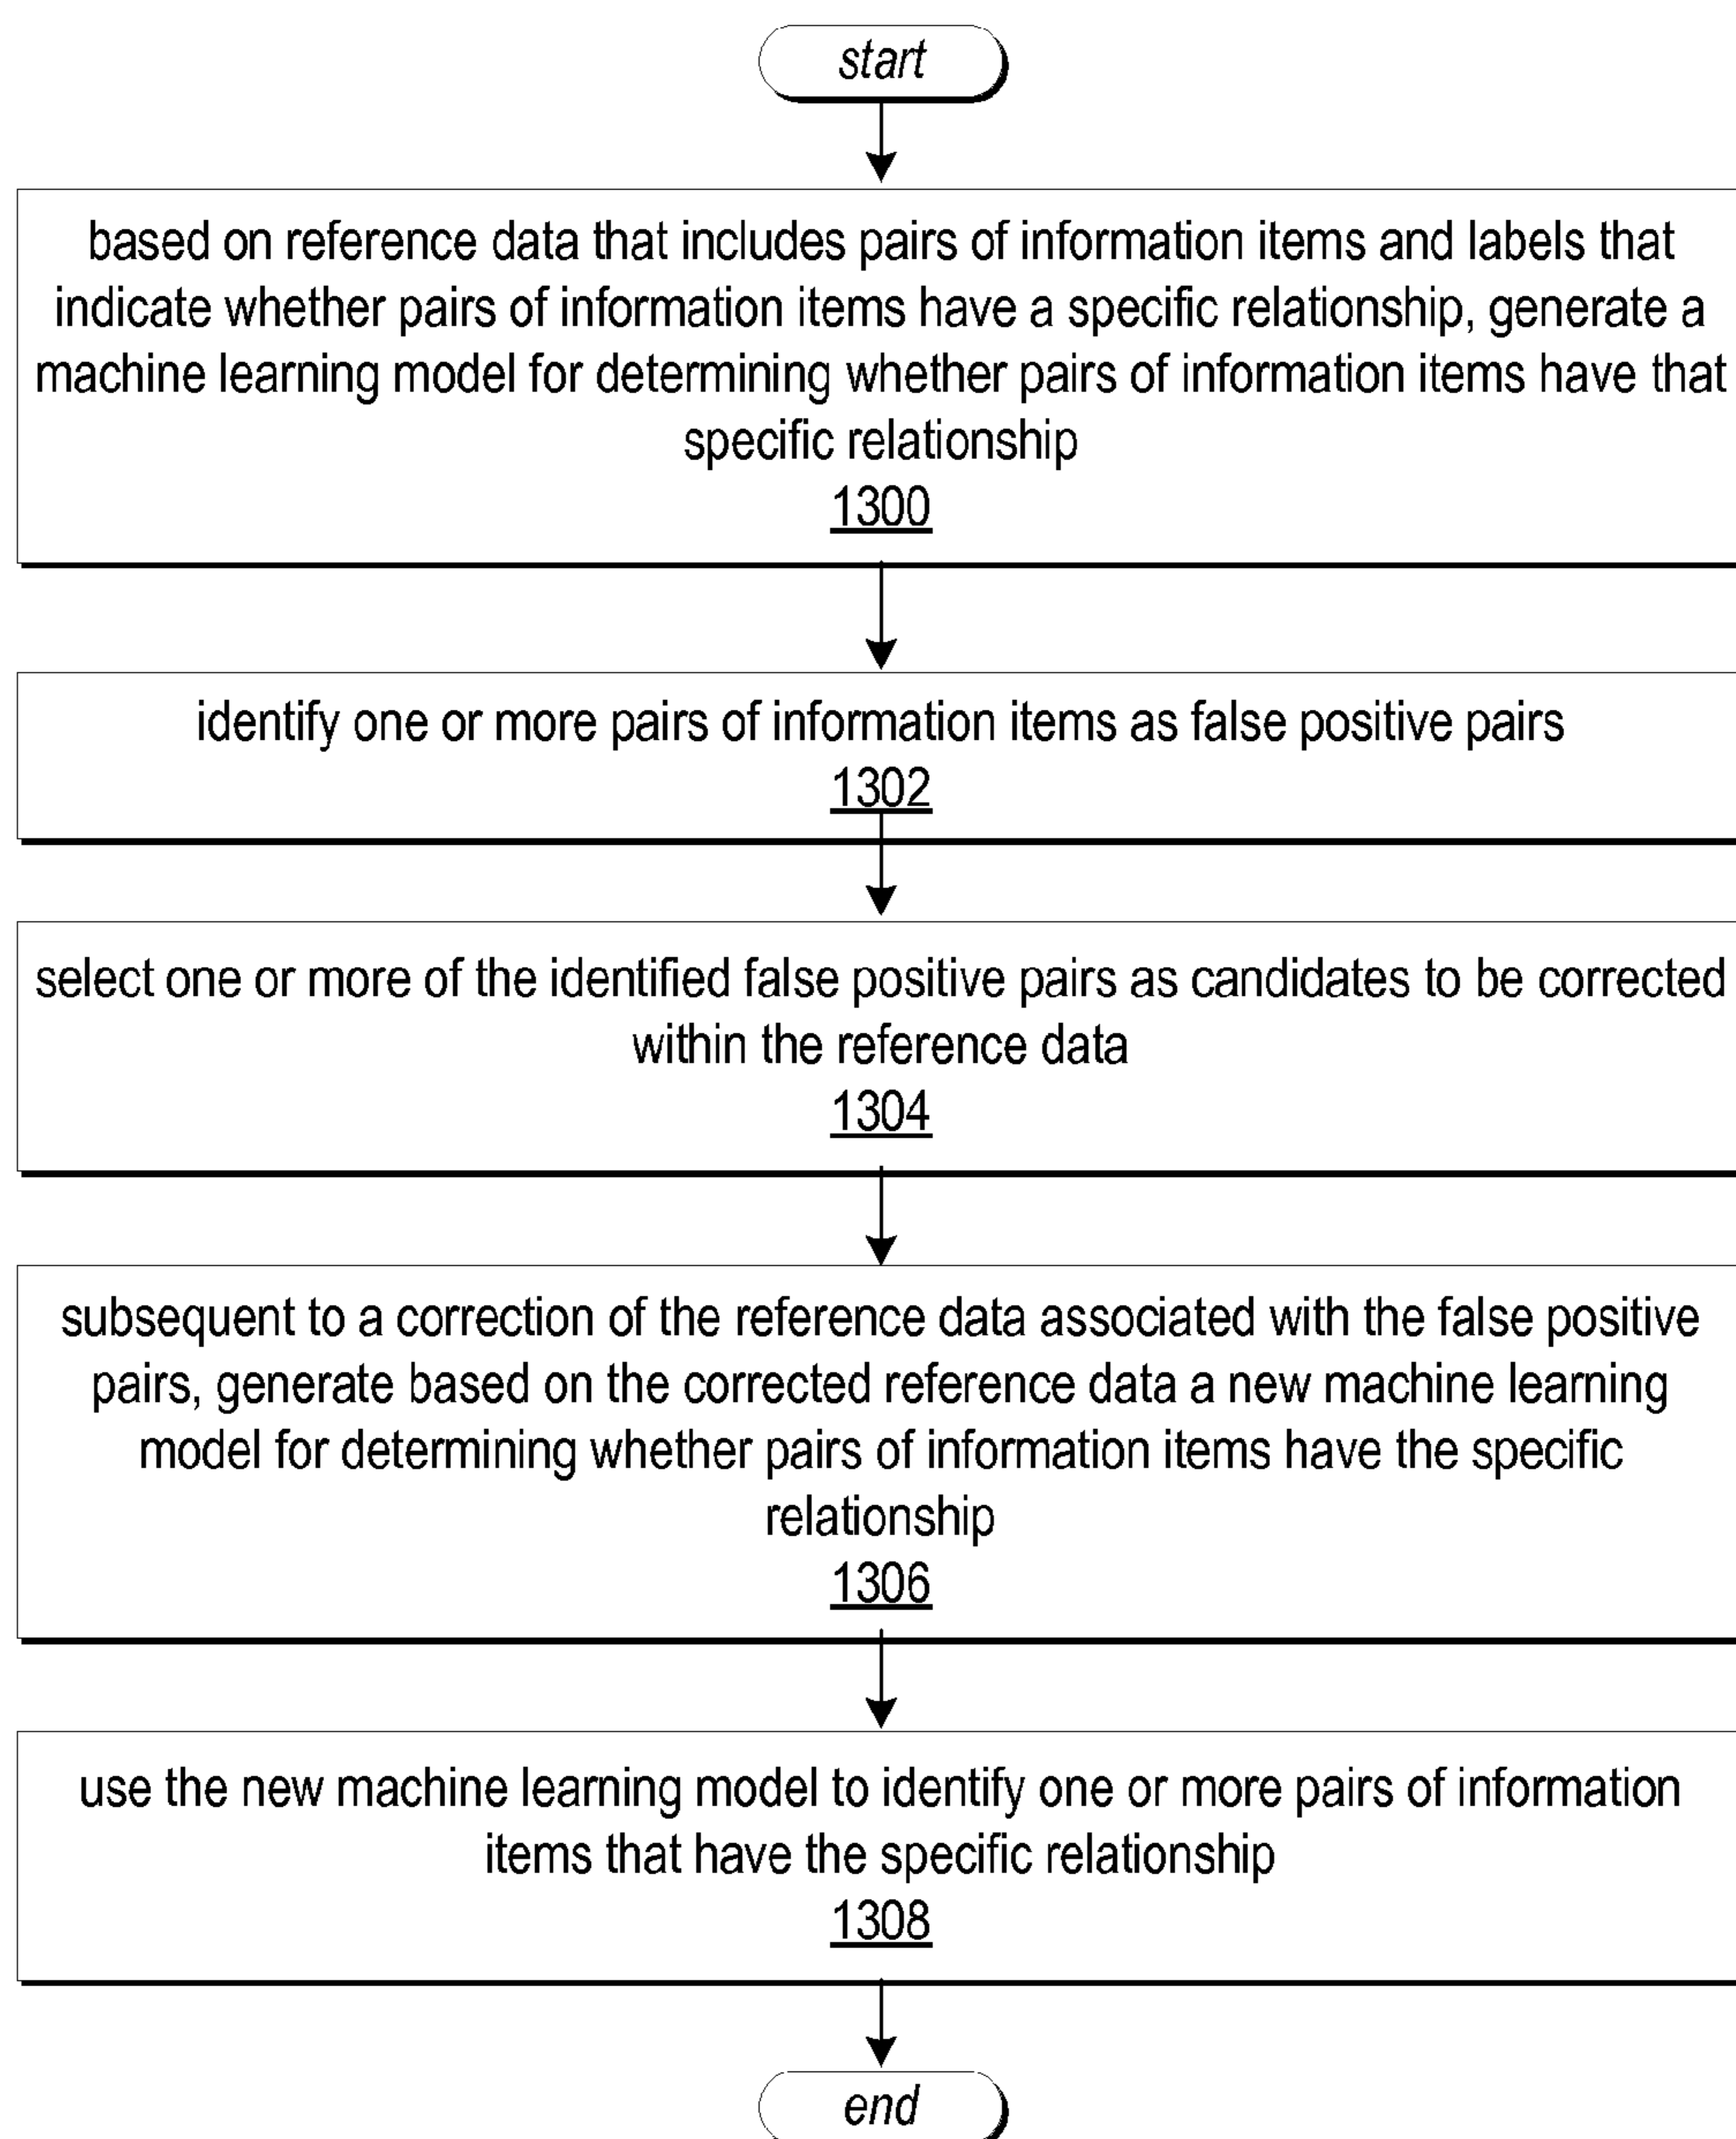 start
based on reference data that includes pairs of information items and labels that
indicate whether pairs of information items have a specific relationship, generate a
machine learning model for determining whether pairs of information items have that
specific relationship
1300
identify one or more pairs of information items as false positive pairs
1302
select one or more of the identified false positive pairs as candidates to be corrected
within the reference data
1304
subsequent to a correction of the reference data associated with the false positive
pairs, generate based on the corrected reference data a new machine learning
model for determining whether pairs of information items have the specific
relationship
1306
use the new machine learning model to identify one or more pairs of information
items that have the specific relationship
1308
end